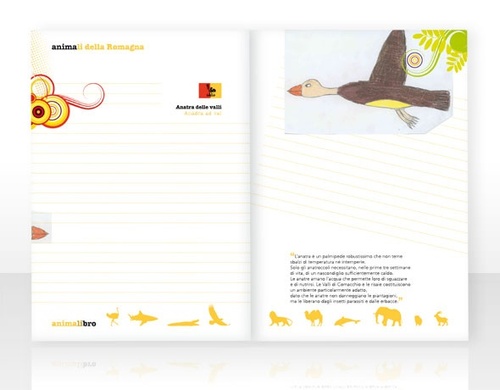 animali della Romagna
Anatra delle valli
Anadra ad val
animalibro
"L'anatra è un palmipede robustissimo che non teme
sbalzi di temperatura né intemperie.
Solo gli anatroccoli necessitano, nelle prime tre settimane
di vita, di un nascondiglio sufficientemente caldo.
Le anatre amano l'acqua che permette loro di sguazzare
e di nutrirsi. Le Valli di Comacchio e le risaie costituiscono
un ambiente particolarmente adatto,
dato che le anatre non danneggiano le piantagioni,
ma le liberano dagli insetti parassiti e dalle erbacce."